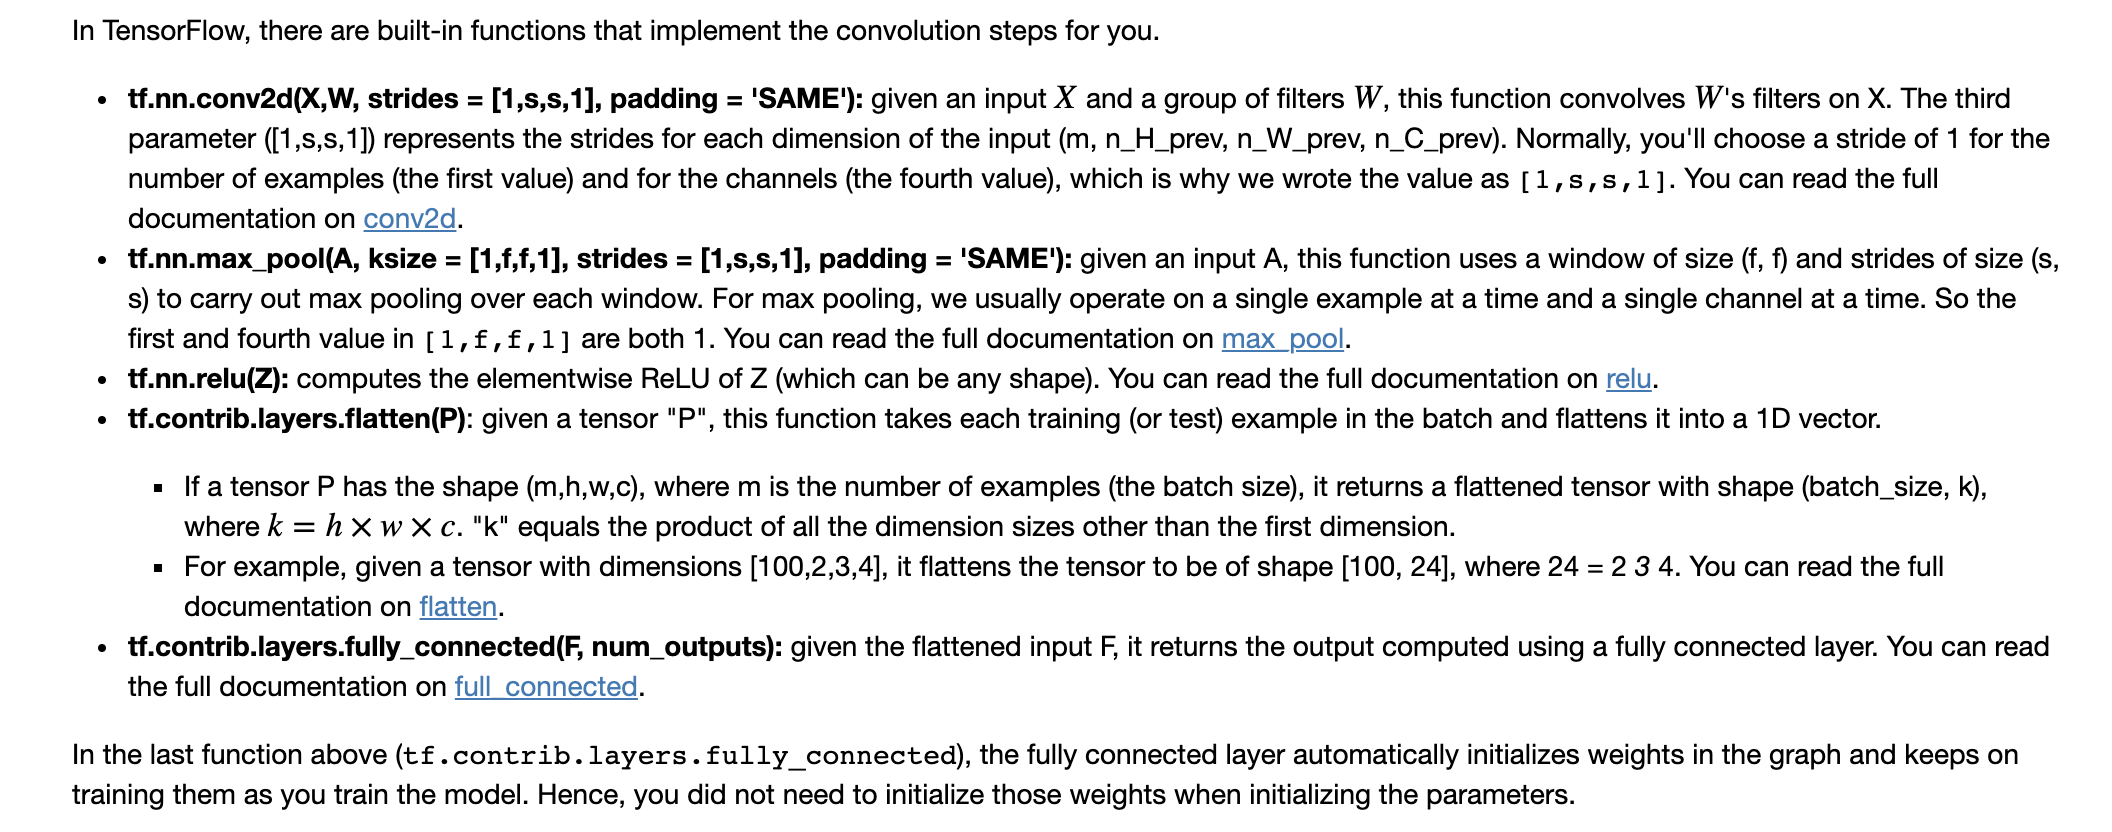 In TensorFlow, there are built-in functions that implement the convolution steps for you.
• tf.nn.conv2d(X,W, strides = [1,s,s,1], padding = 'SAME'): given an input X and a group of filters W, this function convolves W's filters on X. The third
parameter ([1,s,s,1]) represents the strides for each dimension of the input (m, n_H_prev, n_W_prev, n_C_prev). Normally, you'll choose a stride of 1 for the
number of examples (the first value) and for the channels (the fourth value), which is why we wrote the value as [1,s,s,1]. You can read the full
documentation on conv2d.
• tf.nn.max_pool(A, ksize = [1,f,f,1], strides = [1,s,s,1], padding = 'SAME'): given an input A, this function uses a window of size (f, f) and strides of size (s,
s) to carry out max pooling over each window. For max pooling, we usually operate on a single example at a time and a single channel at a time. So the
first and fourth value in [1,f,f,1] are both 1. You can read the full documentation on max_pool.
• tf.nn.relu(Z): computes the elementwise ReLU of Z (which can be any shape). You can read the full documentation on relu.
• tf.contrib.layers.flatten(P): given a tensor "P", this function takes each training (or test) example in the batch and flattens it into a 1D vector.
▪ If a tensor P has the shape (m,h,w,c), where m is the number of examples (the batch size), it returns a flattened tensor with shape (batch_size, k),
where k = h × w × c. "k" equals the product of all the dimension sizes other than the first dimension.
▪ For example, given a tensor with dimensions [100,2,3,4], it flattens the tensor to be of shape [100, 24], where 24 = 2 3 4. You can read the full
documentation on flatten.
• tf.contrib.layers.fully_connected(F, num_outputs): given the flattened input F, it returns the output computed using a fully connected layer. You can read
the full documentation on full_connected.
In the last function above (tf.contrib.layers.fully_connected), the fully connected layer automatically initializes weights in the graph and keeps on
training them as you train the model. Hence, you did not need to initialize those weights when initializing the parameters.